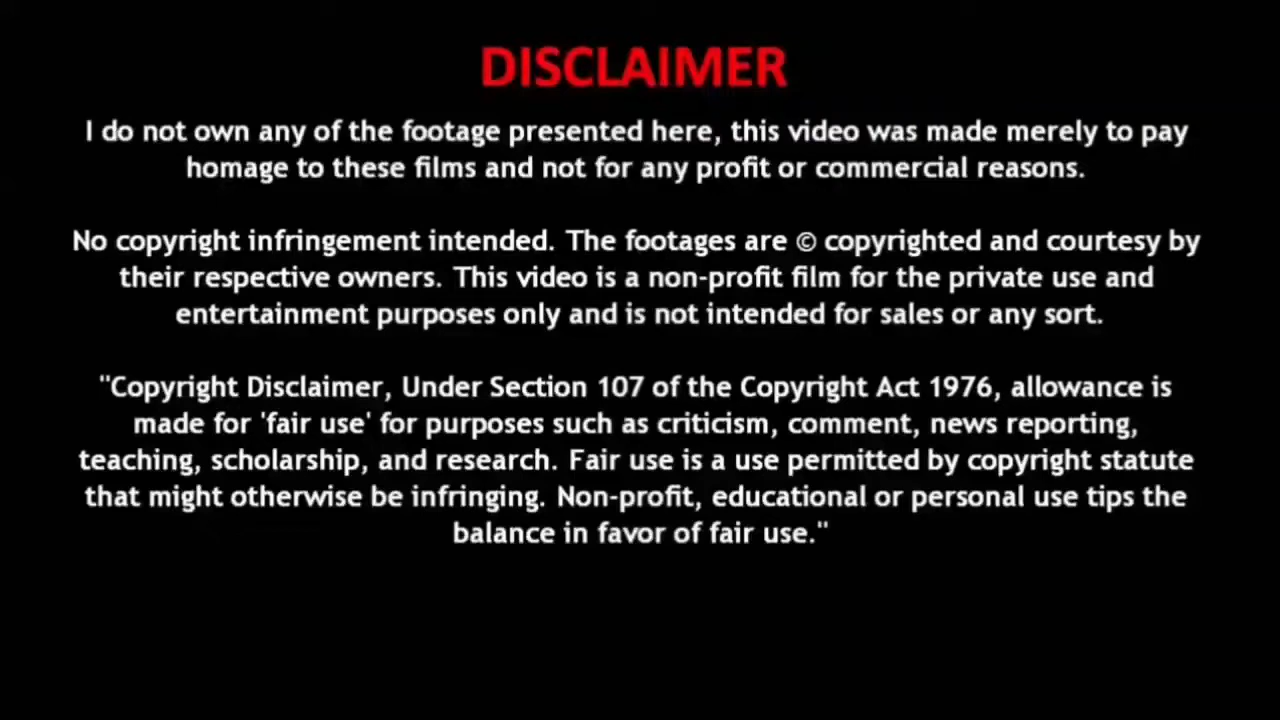 DISCLAIMER
I do not own any of the footage presented here, this video was made merely to pay
homage to these films and not for any profit or commercial reasons.
No copyright infringement intended. The footages are © copyrighted and courtesy by
their respective owners. This video is a non-profit film for the private use and
entertainment purposes only and is not intended for sales or any sort.
"Copyright Disclaimer, Under Section 107 of the Copyright Act 1976, allowance is
made for 'fair use' for purposes such as criticism, comment, news reporting,
teaching, scholarship, and research. Fair use is a use permitted by copyright statute
that might otherwise be infringing. Non-profit, educational or personal use tips the
balance in favor of fair use."